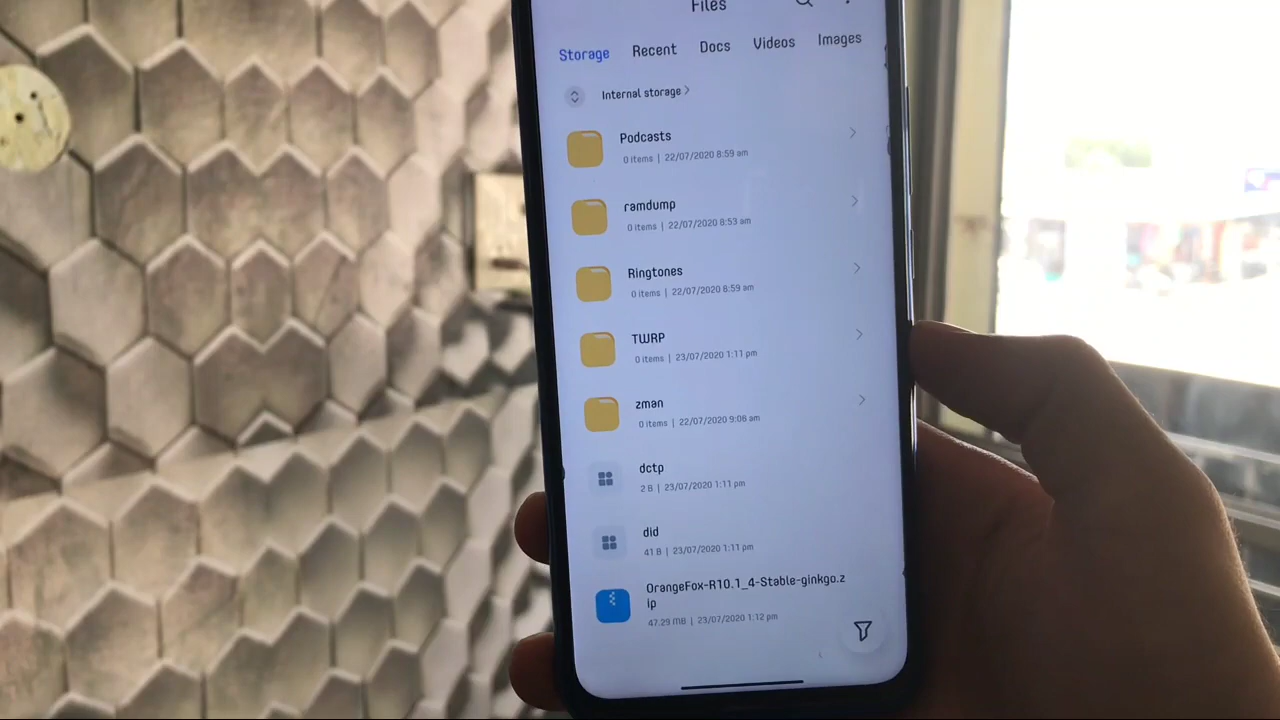 Files
Storage Recent Docs Videos Images
Internal storage
Podcasts
0 items | 22/07/2020 8:59 am
ramdump
0 items | 22/07/2020 8:53 am
Ringtones
0 items | 22/07/2020 8:59 am
TWRP
0 items | 23/07/2020 1:11 pm
zman
0 items | 22/07/2020 9:08 am
dctp
2 B | 23/07/2020 1:11 pm
did
41 B | 23/07/2020 1:11 pm
OrangeFox-R10.1_4-Stable-ginkgo.z
ip
47.29 MB | 23/07/2020 1:12 pm